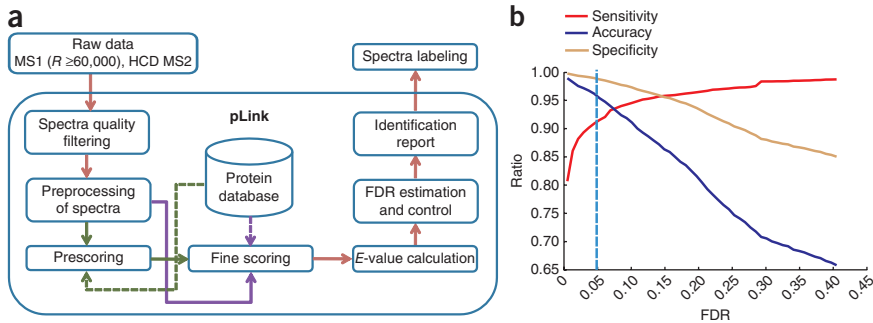 a
Raw data
MS1 (R ≥60,000), HCD MS2
Spectra labeling
pLink
Spectra quality
filtering
Identification
report
Protein
database
Preprocessing
of spectra
FDR estimation
and control
Prescoring
Fine scoring
E-value calculation
b
Sensitivity
Accuracy
Specificity
Ratio
1.00
0.95
0.90
0.85
0.80
0.75
0.70
0.65
0
0.05
0.10
0.15
0.20
0.25
0.30
0.35
0.40
0.45
FDR